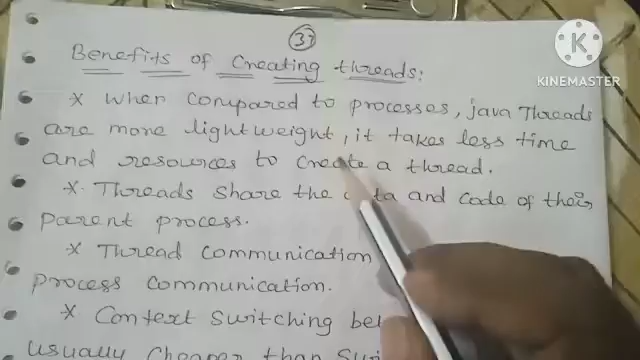 37
Benefits of Creating threads:
* When compared to processes, java Threads
are more lightweight, it takes less time
and resources to create a thread.
* Threads share the data and code of their
parent process.
* Thread communication
process communication.
* Context switching
usually cheaper than
K
KINEMASTER